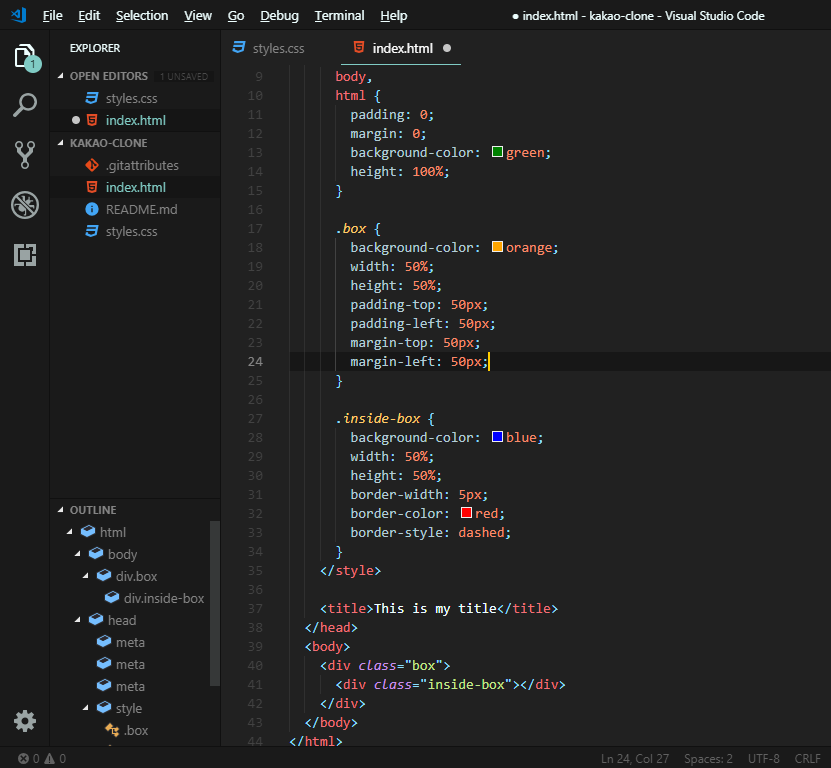 File Edit Selection View Go Debug Terminal Help ● index.html - kakao-clone - Visual Studio Code
EXPLORER
1
OPEN EDITORS 1 UNSAVED
styles.css
● index.html
KAKAO-CLONE
.gitattributes
index.html
README.md
styles.css
OUTLINE
html
body
div.box
div.inside-box
head
meta
meta
meta
style
.box
styles.css index.html ●
9 body,
10 html {
11 padding: 0;
12 margin: 0;
13 background-color: green;
14 height: 100%;
15 }
16
17 .box {
18 background-color: orange;
19 width: 50%;
20 height: 50%;
21 padding-top: 50px;
22 padding-left: 50px;
23 margin-top: 50px;
24 margin-left: 50px;
25 }
26
27 .inside-box {
28 background-color: blue;
29 width: 50%;
30 height: 50%;
31 border-width: 5px;
32 border-color: red;
33 border-style: dashed;
34 }
35 </style>
36
37 <title>This is my title</title>
38 </head>
39 <body>
40 <div class="box">
41 <div class="inside-box"></div>
42 </div>
43 </body>
44 </html>
0 0 Ln 24, Col 27 Spaces: 2 UTF-8 CRLF